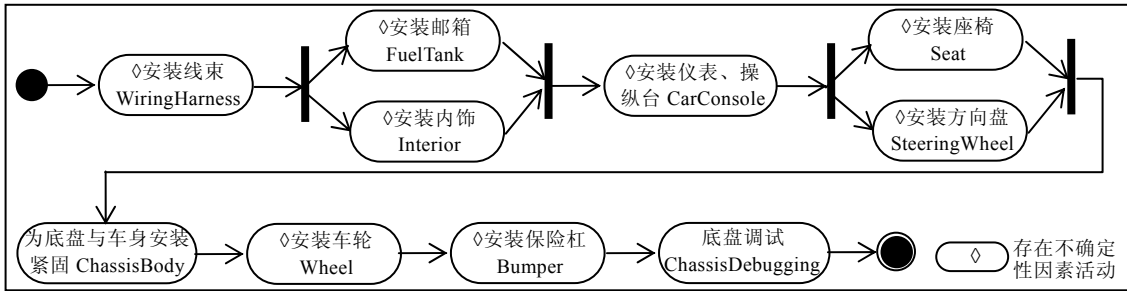 ◊安装线束
WiringHarness
◊安装邮箱
FuelTank
◊安装内饰
Interior
◊安装仪表、操
纵台 CarConsole
◊安装座椅
Seat
◊安装方向盘
SteeringWheel
为底盘与车身安装
紧固 ChassisBody
◊安装车轮
Wheel
◊安装保险杠
Bumper
底盘调试
ChassisDebugging
◊
存在不确定
性因素活动